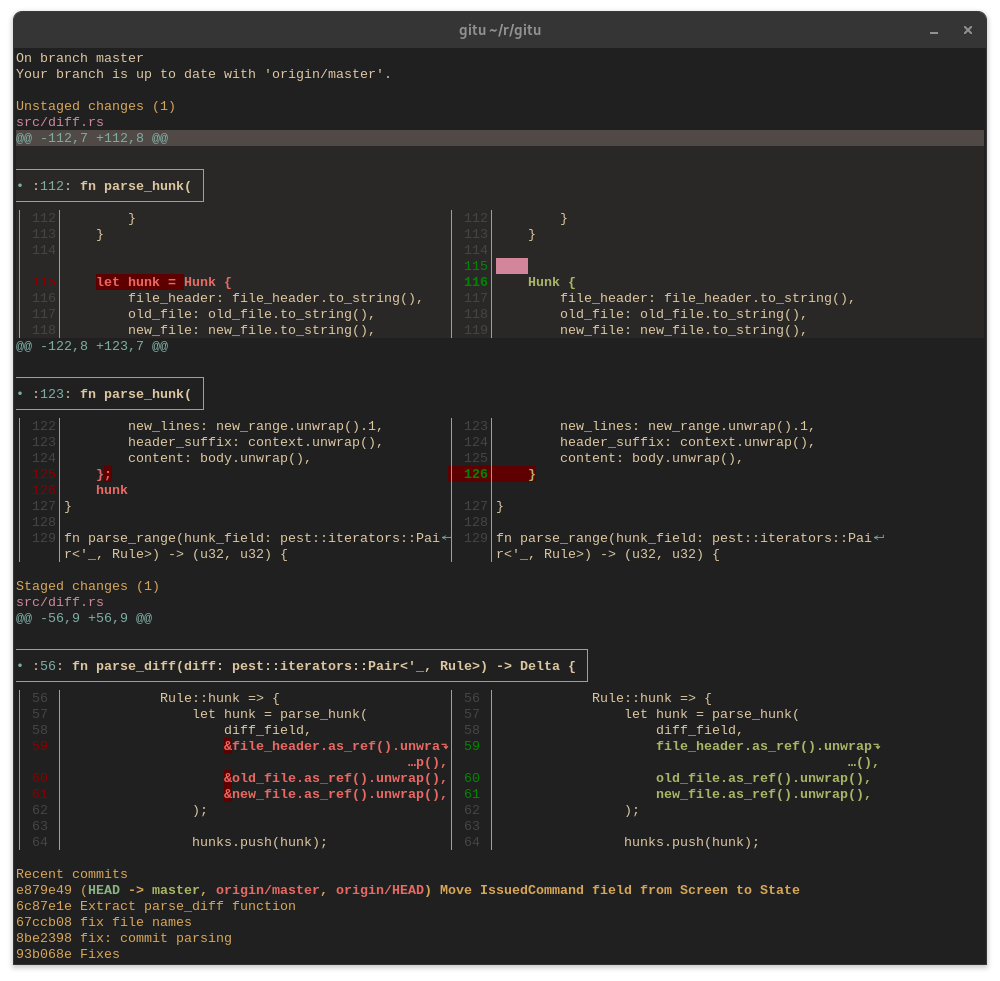 gitu ~/r/gitu
On branch master
Your branch is up to date with 'origin/master'.
Unstaged changes (1)
src/diff.rs
@@ -112,7 +112,8 @@
• :112: fn parse_hunk(
112         } 112         }
113     } 113     }
114 114
115
115     let hunk = Hunk { 116     Hunk {
116         file_header: file_header.to_string(), 117         file_header: file_header.to_string(),
117         old_file: old_file.to_string(), 118         old_file: old_file.to_string(),
118         new_file: new_file.to_string(), 119         new_file: new_file.to_string(),
@@ -122,8 +123,7 @@
• :123: fn parse_hunk(
122         new_lines: new_range.unwrap().1, 123         new_lines: new_range.unwrap().1,
123         header_suffix: context.unwrap(), 124         header_suffix: context.unwrap(),
124         content: body.unwrap(), 125         content: body.unwrap(),
125     }; 126     }
126     hunk
127 } 127 }
128 128
129 fn parse_range(hunk_field: pest::iterators::Pai↵ 129 fn parse_range(hunk_field: pest::iterators::Pai↵
r<'_, Rule>) -> (u32, u32) { r<'_, Rule>) -> (u32, u32) {
Staged changes (1)
src/diff.rs
@@ -56,9 +56,9 @@
• :56: fn parse_diff(diff: pest::iterators::Pair<'_, Rule>) -> Delta {
56             Rule::hunk => { 56             Rule::hunk => {
57                 let hunk = parse_hunk( 57                 let hunk = parse_hunk(
58                     diff_field, 58                     diff_field,
59                     &file_header.as_ref().unwra↴ 59                     file_header.as_ref().unwrap↴
…p(), …(),
60                     &old_file.as_ref().unwrap(), 60                     old_file.as_ref().unwrap(),
61                     &new_file.as_ref().unwrap(), 61                     new_file.as_ref().unwrap(),
62                 ); 62                 );
63 63
64                 hunks.push(hunk); 64                 hunks.push(hunk);
Recent commits
e879e49 (HEAD -> master, origin/master, origin/HEAD) Move IssuedCommand field from Screen to State
6c87e1e Extract parse_diff function
67ccb08 fix file names
8be2398 fix: commit parsing
93b068e Fixes